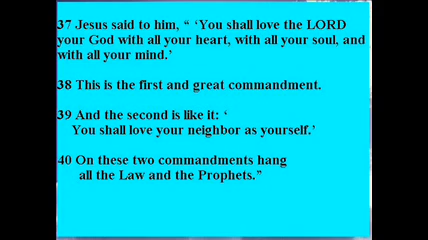 37 Jesus said to him, “ ‘You shall love the LORD
your God with all your heart, with all your soul, and
with all your mind.’
38 This is the first and great commandment.
39 And the second is like it: ‘
You shall love your neighbor as yourself.’
40 On these two commandments hang
all the Law and the Prophets.”